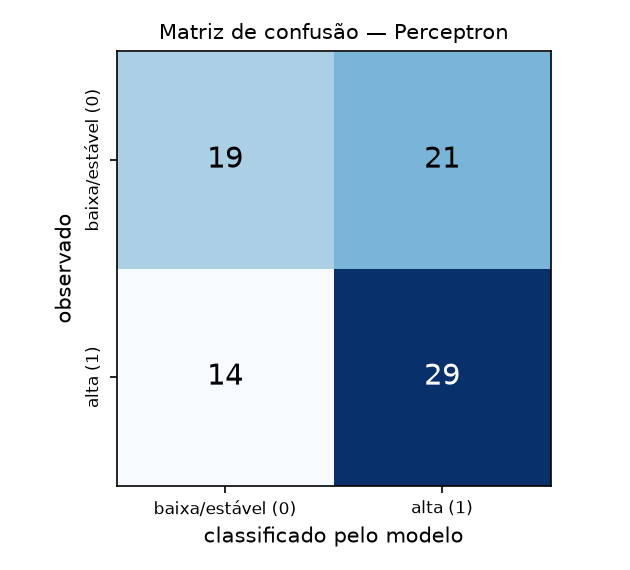 Matriz de confusão — Perceptron
observado
baixa/estável (0)
19
21
alta (1)
14
29
baixa/estável (0)
alta (1)
classificado pelo modelo